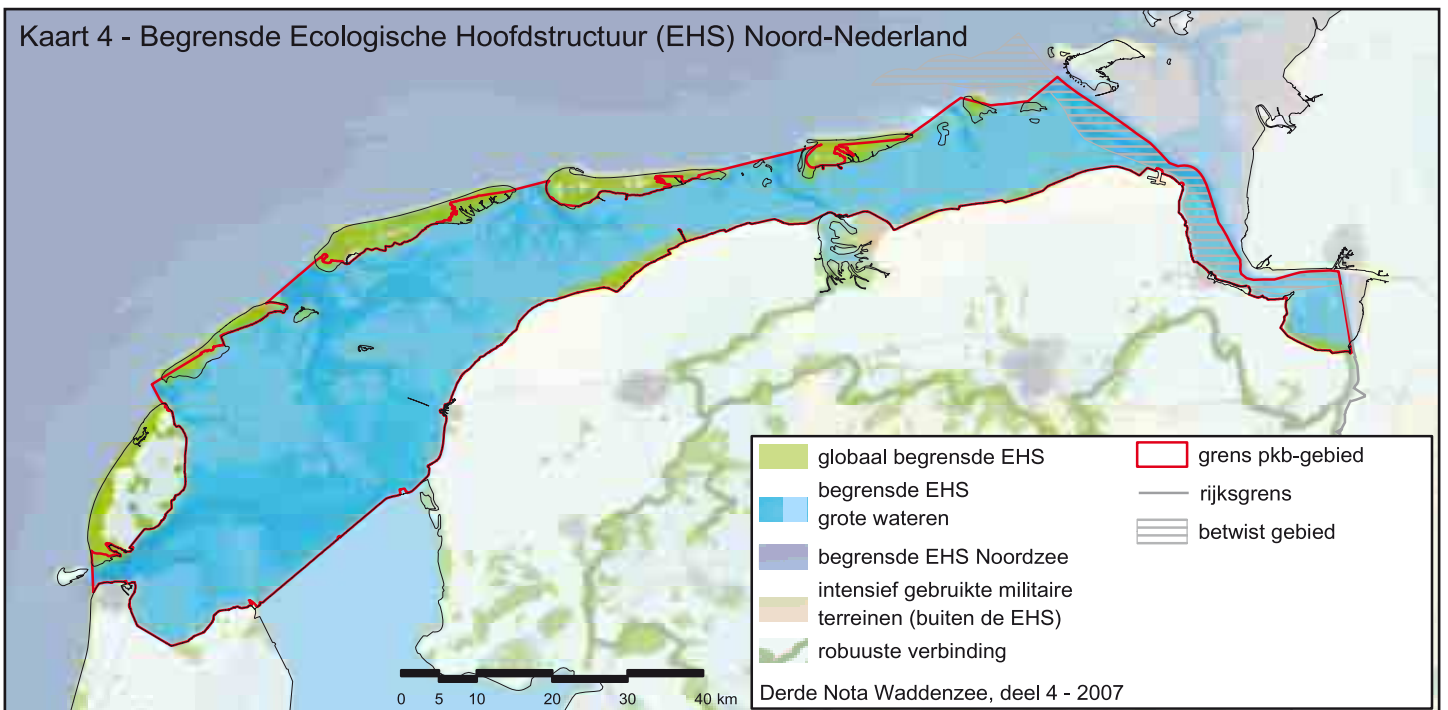 Kaart 4 - Begrensde Ecologische Hoofdstructuur (EHS) Noord-Nederland
globaal begrensde EHS
begrensde EHS
grote wateren
begrensde EHS Noordzee
intensief gebruikte militaire
terreinen (buiten de EHS)
robuuste verbinding
grens pkb-gebied
rijksgrens
betwist gebied
0 5 10 20 30 40 km
Derde Nota Waddenzee, deel 4 - 2007